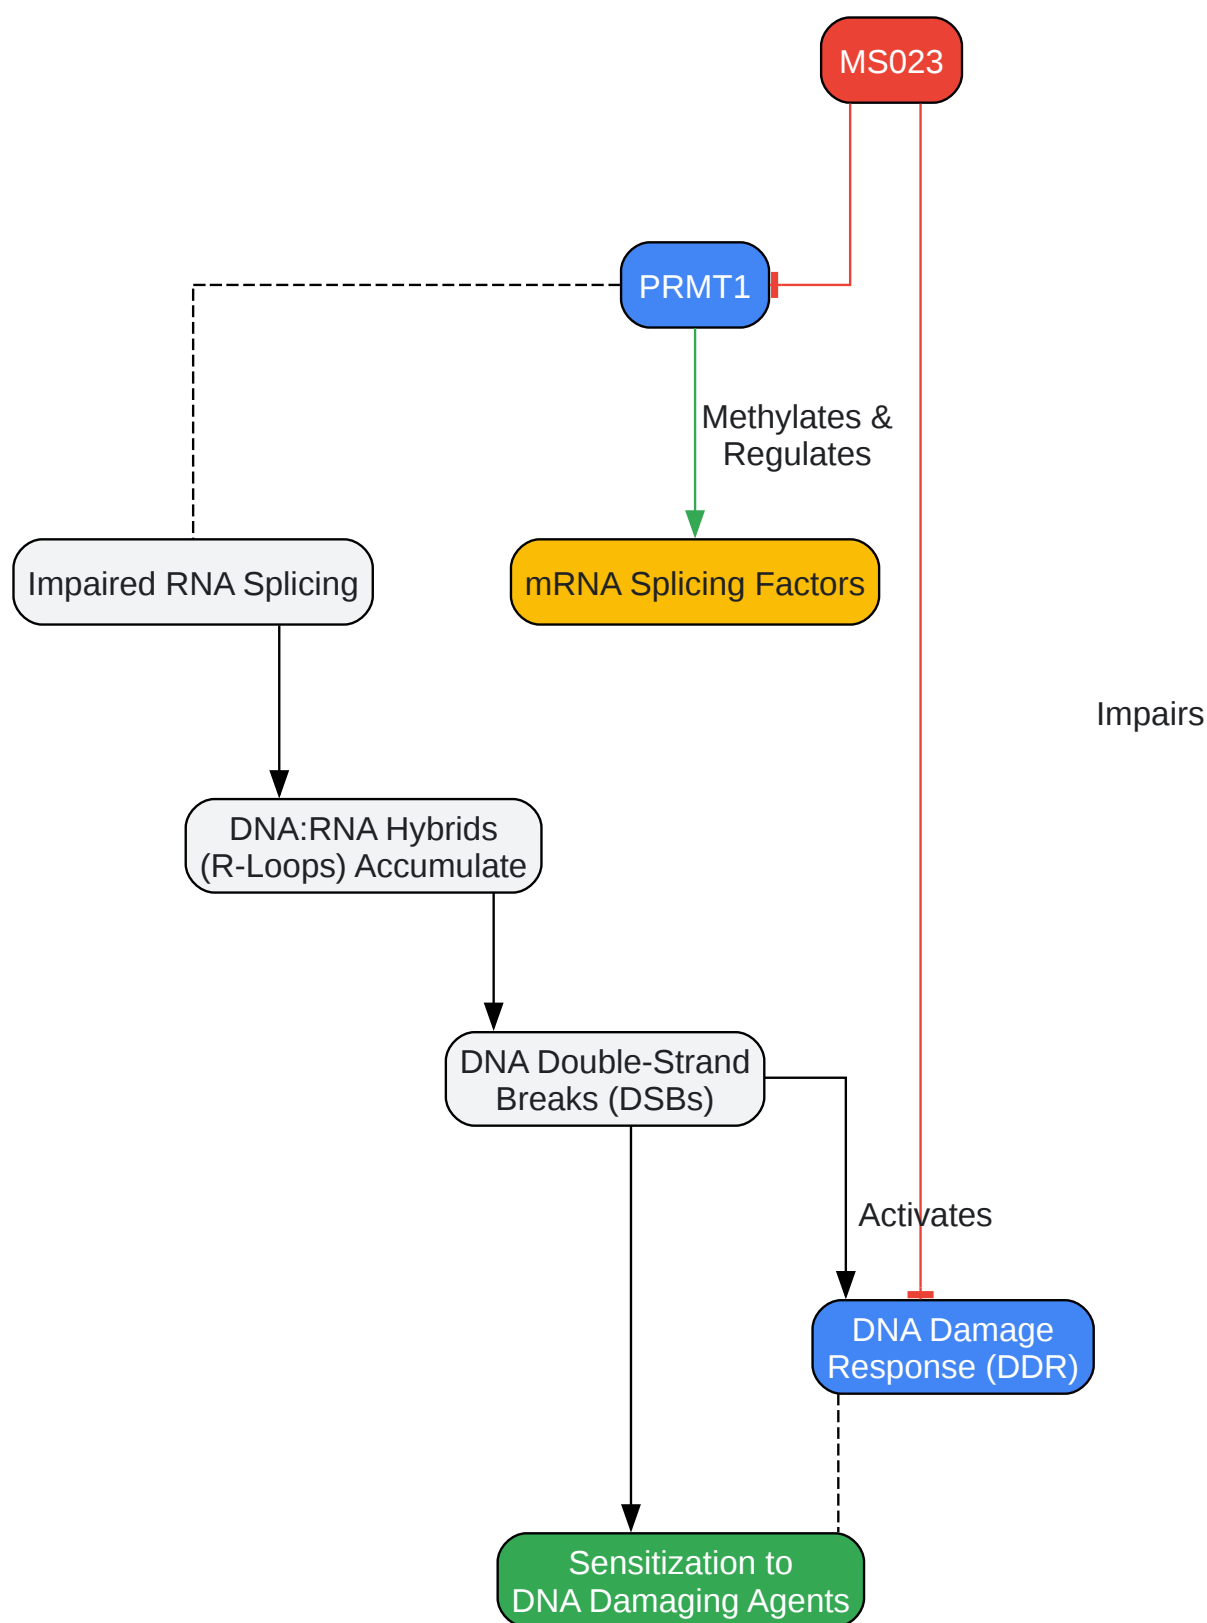 MS023
PRMT1
Methylates &
Regulates
Impaired RNA Splicing
mRNA Splicing Factors
Impairs
DNA:RNA Hybrids
(R-Loops) Accumulate
DNA Double-Strand
Breaks (DSBs)
Activates
DNA Damage
Response (DDR)
Sensitization to
DNA Damaging Agents